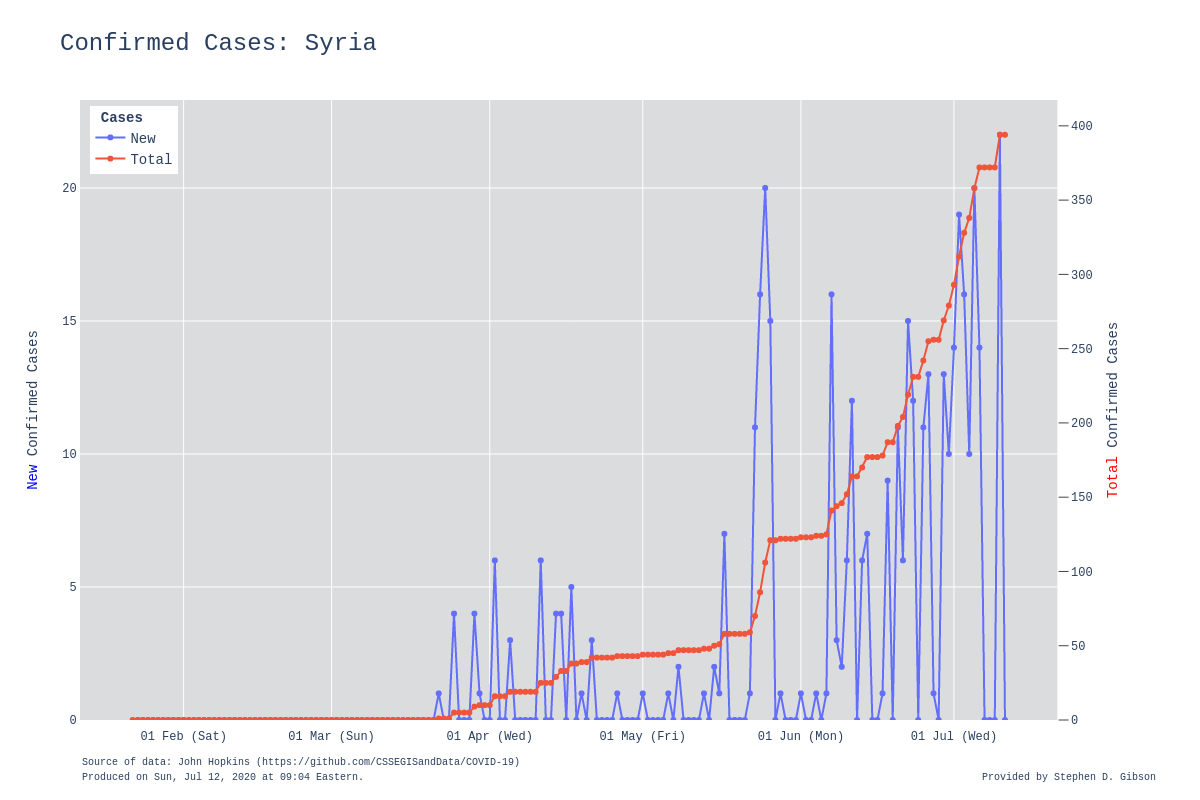 Confirmed Cases: Syria
Cases
New
Total
20
15
10
5
0
400
350
300
250
200
150
100
50
0
New Confirmed Cases
Total Confirmed Cases
01 Feb (Sat) 01 Mar (Sun) 01 Apr (Wed) 01 May (Fri) 01 Jun (Mon) 01 Jul (Wed)
Source of data: John Hopkins (https://github.com/CSSEGISandData/COVID-19)
Produced on Sun, Jul 12, 2020 at 09:04 Eastern.
Provided by Stephen D. Gibson